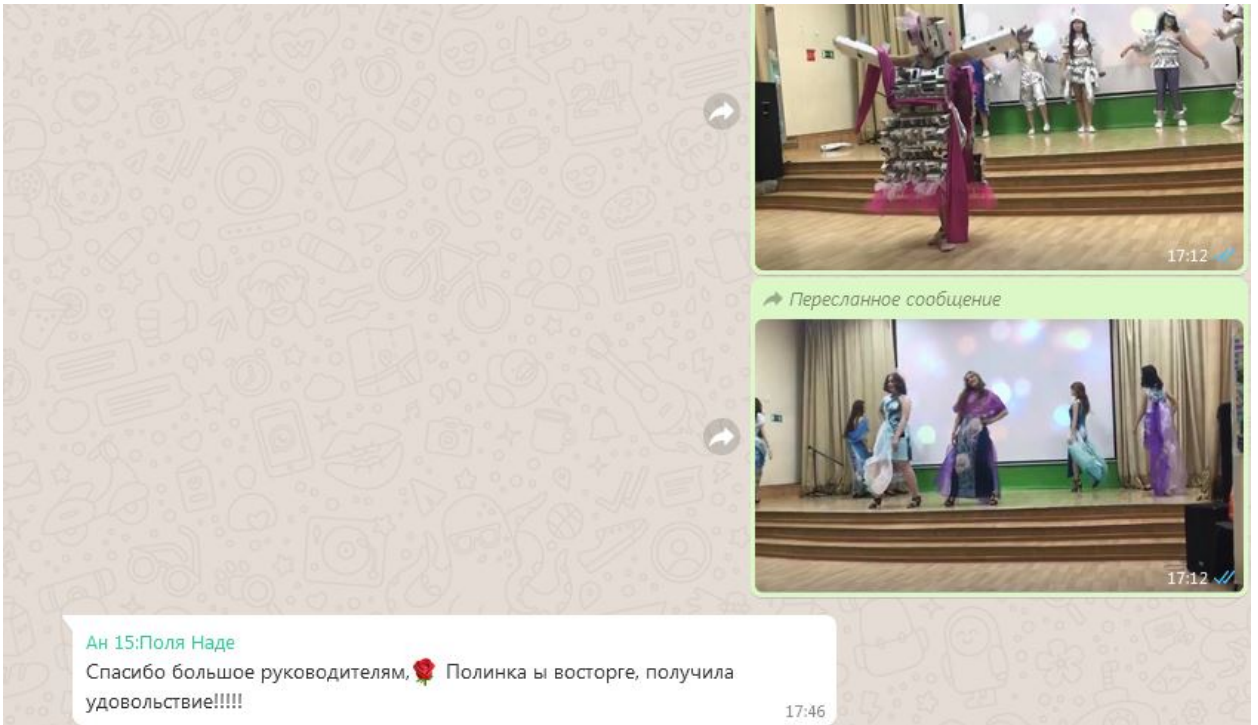 17:12
Пересланное сообщение
17:12
Ан 15:Поля Наде
Спасибо большое руководителям,🌹 Полинка ы восторге, получила
удовольствие!!!!!
17:46